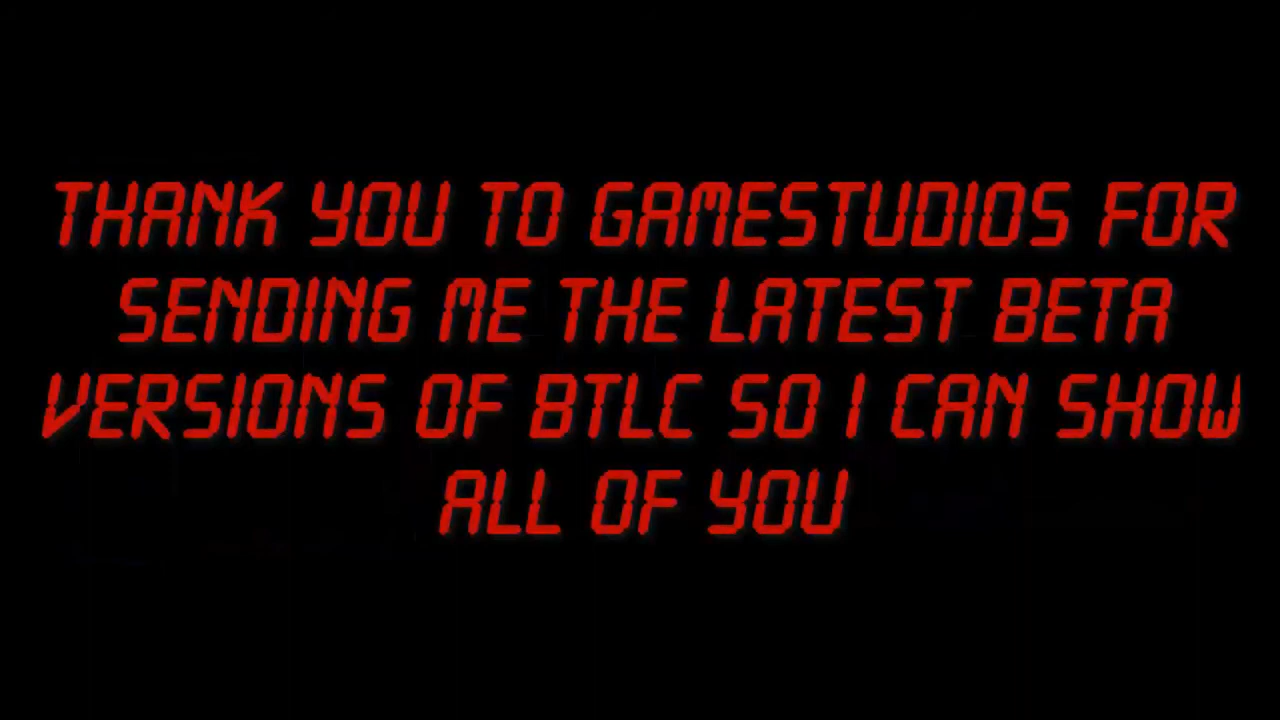 THANK YOU TO GAMESTUDIOS FOR
SENDING ME THE LATEST BETA
VERSIONS OF BTLC SO I CAN SHOW
ALL OF YOU